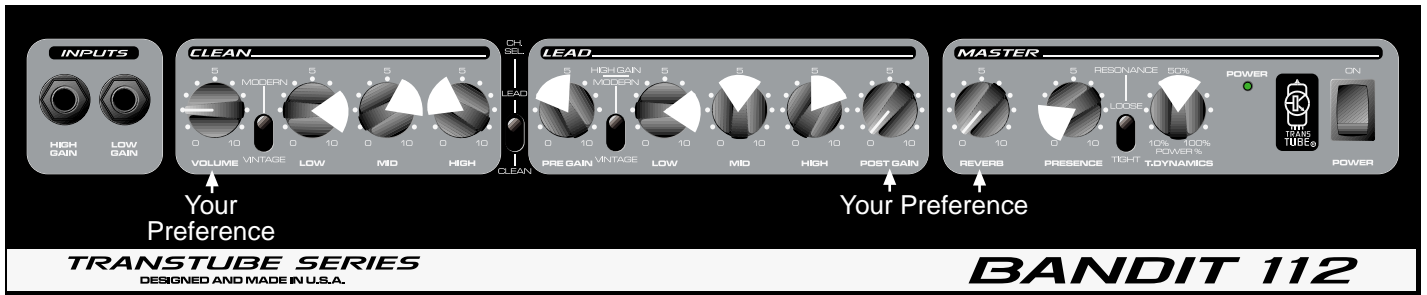 INPUTS
HIGH GAIN
LOW GAIN
CLEAN
5
MODERN
5
5
5
0 10
VINTAGE
0 10
0 10
0 10
VOLUME
LOW
MID
HIGH
CH. SEL.
LEAD
CLEAN
LEAD
5
HIGH GAIN
MODERN
5
5
5
5
0 10
VINTAGE
0 10
0 10
0 10
0 10
PRE GAIN
LOW
MID
HIGH
POST GAIN
MASTER
5
5
RESONANCE
50%
LOOSE
0 10
0 10
TIGHT
10% 100%
POWER %
REVERB
PRESENCE
T.DYNAMICS
POWER
TRANS
TUBE®
ON
POWER
Your
Preference
Your Preference
TRANSTUBE SERIES
DESIGNED AND MADE IN U.S.A.
BANDIT 112